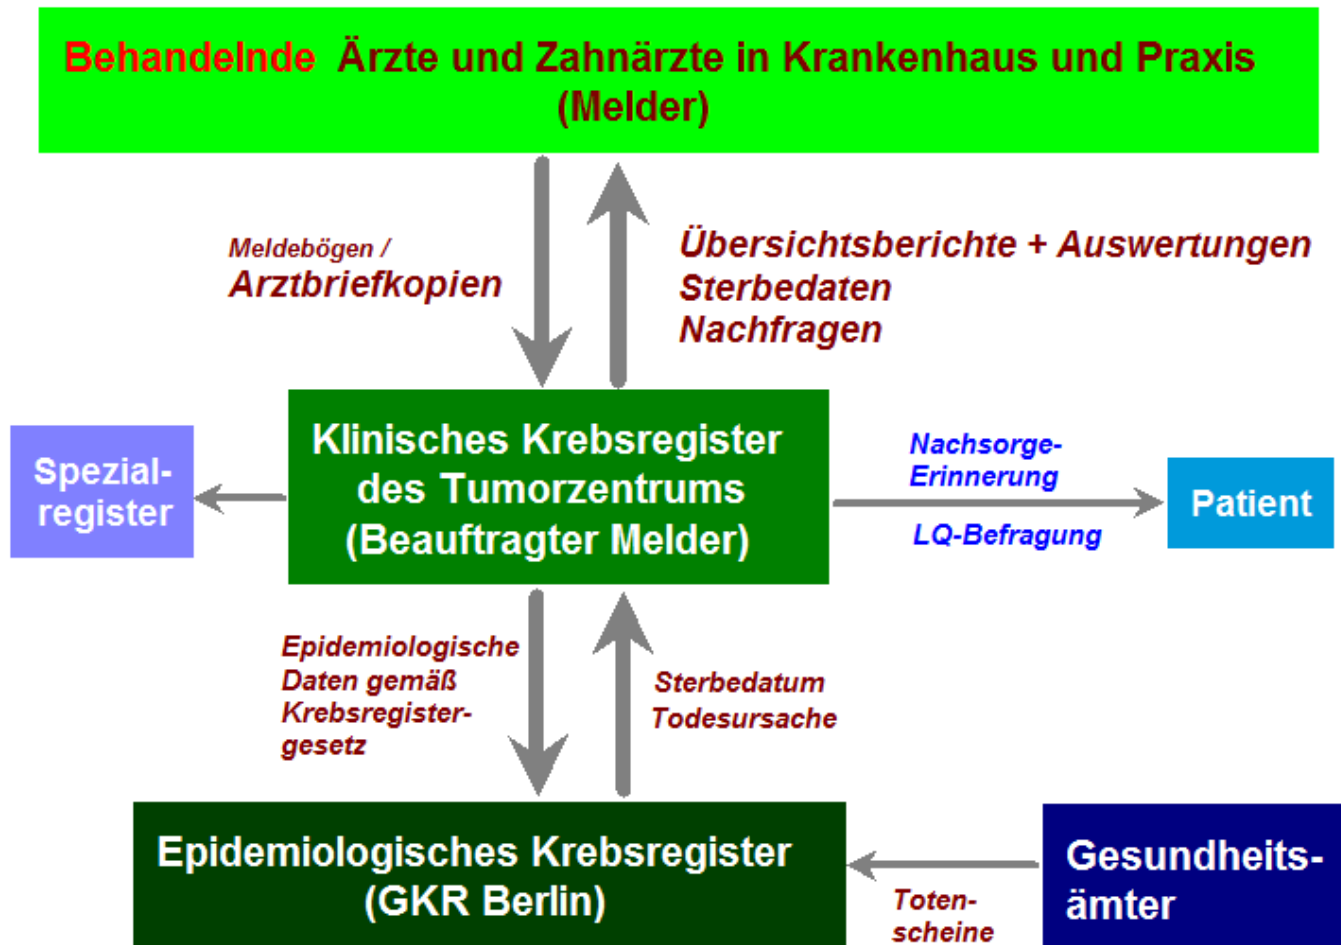 Behandelnde Ärzte und Zahnärzte in Krankenhaus und Praxis
(Melder)
Meldebögen /
Arztbriefkopien
Übersichtsberichte + Auswertungen
Sterbedaten
Nachfragen
Spezial-
register
Klinisches Krebsregister
des Tumorzentrums
(Beauftragter Melder)
Nachsorge-
Erinnerung
LQ-Befragung
Patient
Epidemiologische
Daten gemäß
Krebsregister-
gesetz
Sterbedatum
Todesursache
Epidemiologisches Krebsregister
(GKR Berlin)
Toten-
scheine
Gesundheits-
ämter